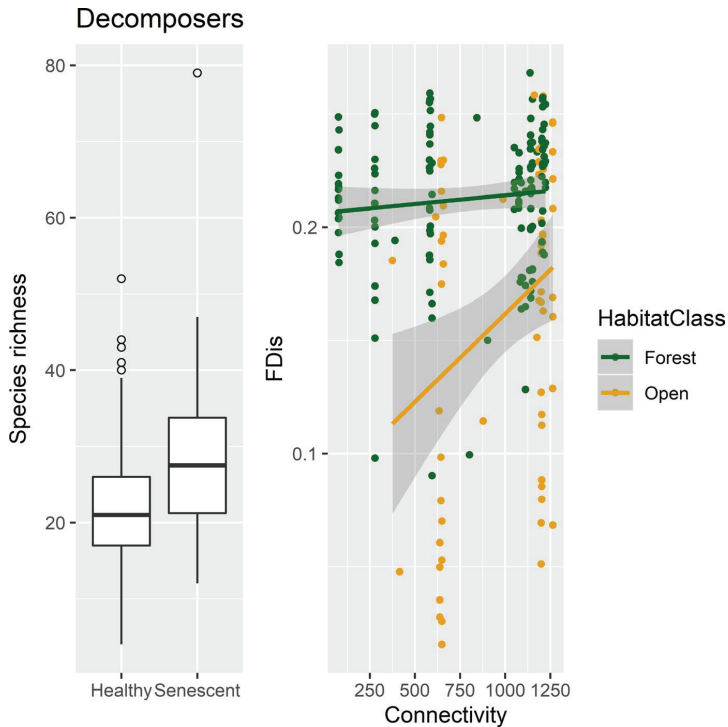 Decomposers
Species richness
80
60
40
20
Healthy Senescent
FDis
0.2
0.1
250 500 750 1000 1250
Connectivity
HabitatClass
Forest
Open